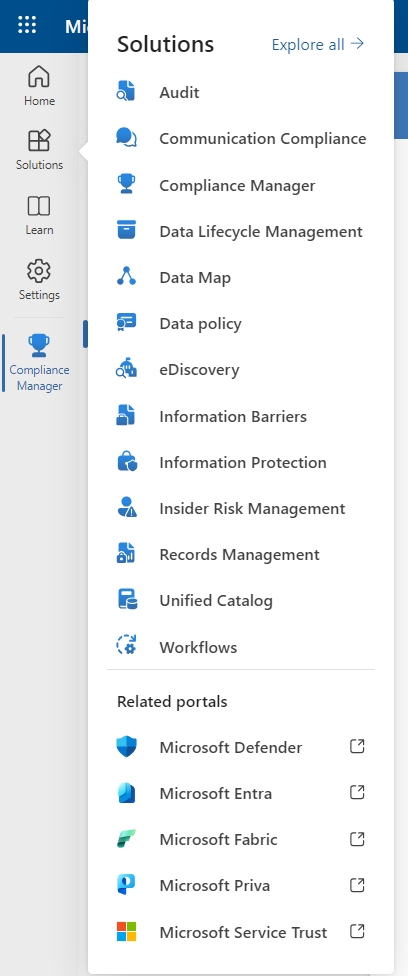 Mi
Home
Solutions
Learn
Settings
Compliance
Manager
Solutions
Explore all
Audit
Communication Compliance
Compliance Manager
Data Lifecycle Management
Data Map
Data policy
eDiscovery
Information Barriers
Information Protection
Insider Risk Management
Records Management
Unified Catalog
Workflows
Related portals
Microsoft Defender
Microsoft Entra
Microsoft Fabric
Microsoft Priva
Microsoft Service Trust